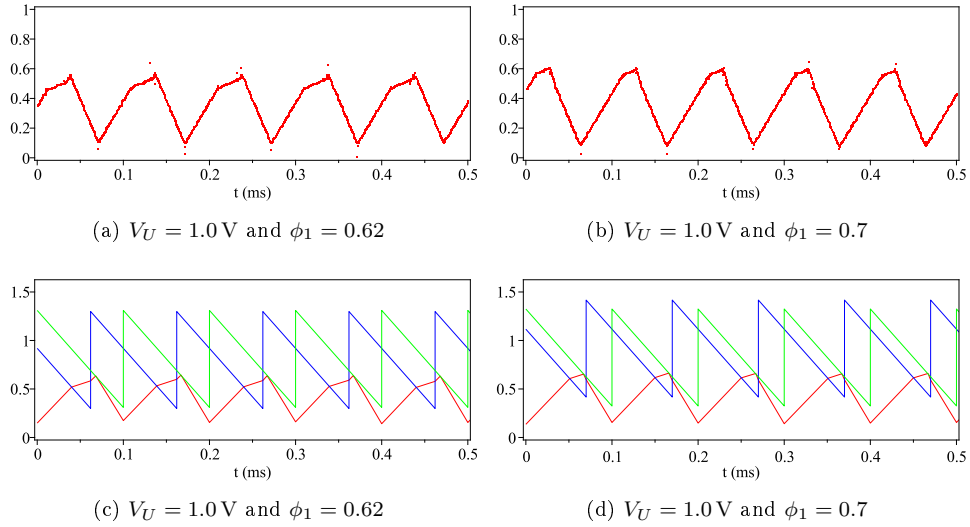 1
0.8
0.6
0.4
0.2
0
0 0.1 0.2 0.3 0.4 0.5
t (ms)
(a) V_U = 1.0 V and ϕ_1 = 0.62
1
0.8
0.6
0.4
0.2
0
0 0.1 0.2 0.3 0.4 0.5
t (ms)
(b) V_U = 1.0 V and ϕ_1 = 0.7
1.5
1
0.5
0
0 0.1 0.2 0.3 0.4 0.5
t (ms)
(c) V_U = 1.0 V and ϕ_1 = 0.62
1.5
1
0.5
0
0 0.1 0.2 0.3 0.4 0.5
t (ms)
(d) V_U = 1.0 V and ϕ_1 = 0.7